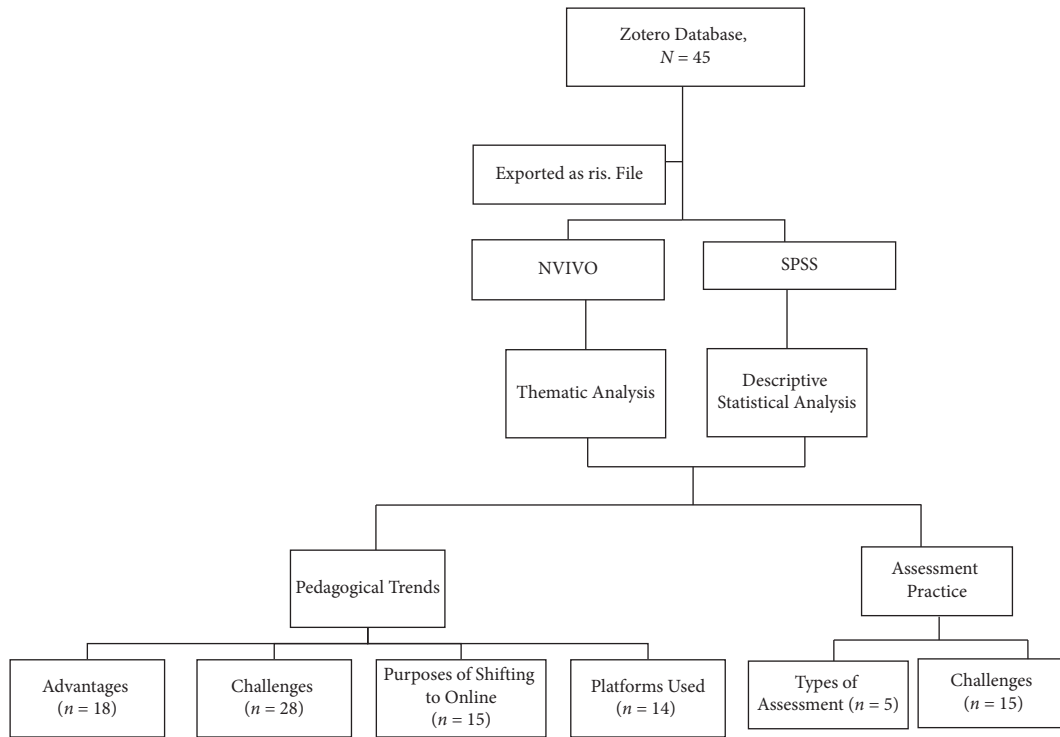 Zotero Database,
N = 45
Exported as ris. File
NVIVO
SPSS
Thematic Analysis
Descriptive
Statistical Analysis
Pedagogical Trends
Assessment
Practice
Advantages
(n = 18)
Challenges
(n = 28)
Purposes of Shifting
to Online
(n = 15)
Platforms Used
(n = 14)
Types of
Assessment (n = 5)
Challenges
(n = 15)